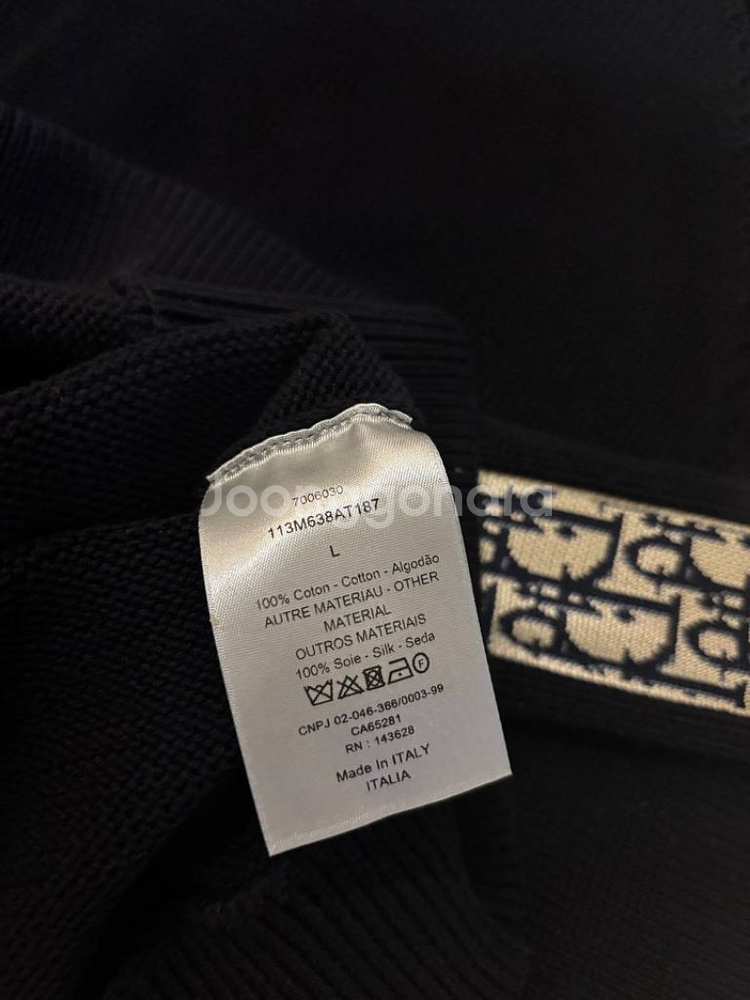 Joonggonara
7006030
113M638AT187
L
100% Coton - Cotton - Algodão
AUTRE MATERIAU - OTHER
MATERIAL
OUTROS MATERIAIS
100% Soie - Silk - Seda
F
CNPJ 02-046-366/0003-99
CA65281
RN : 143628
Made In ITALY
ITALIA